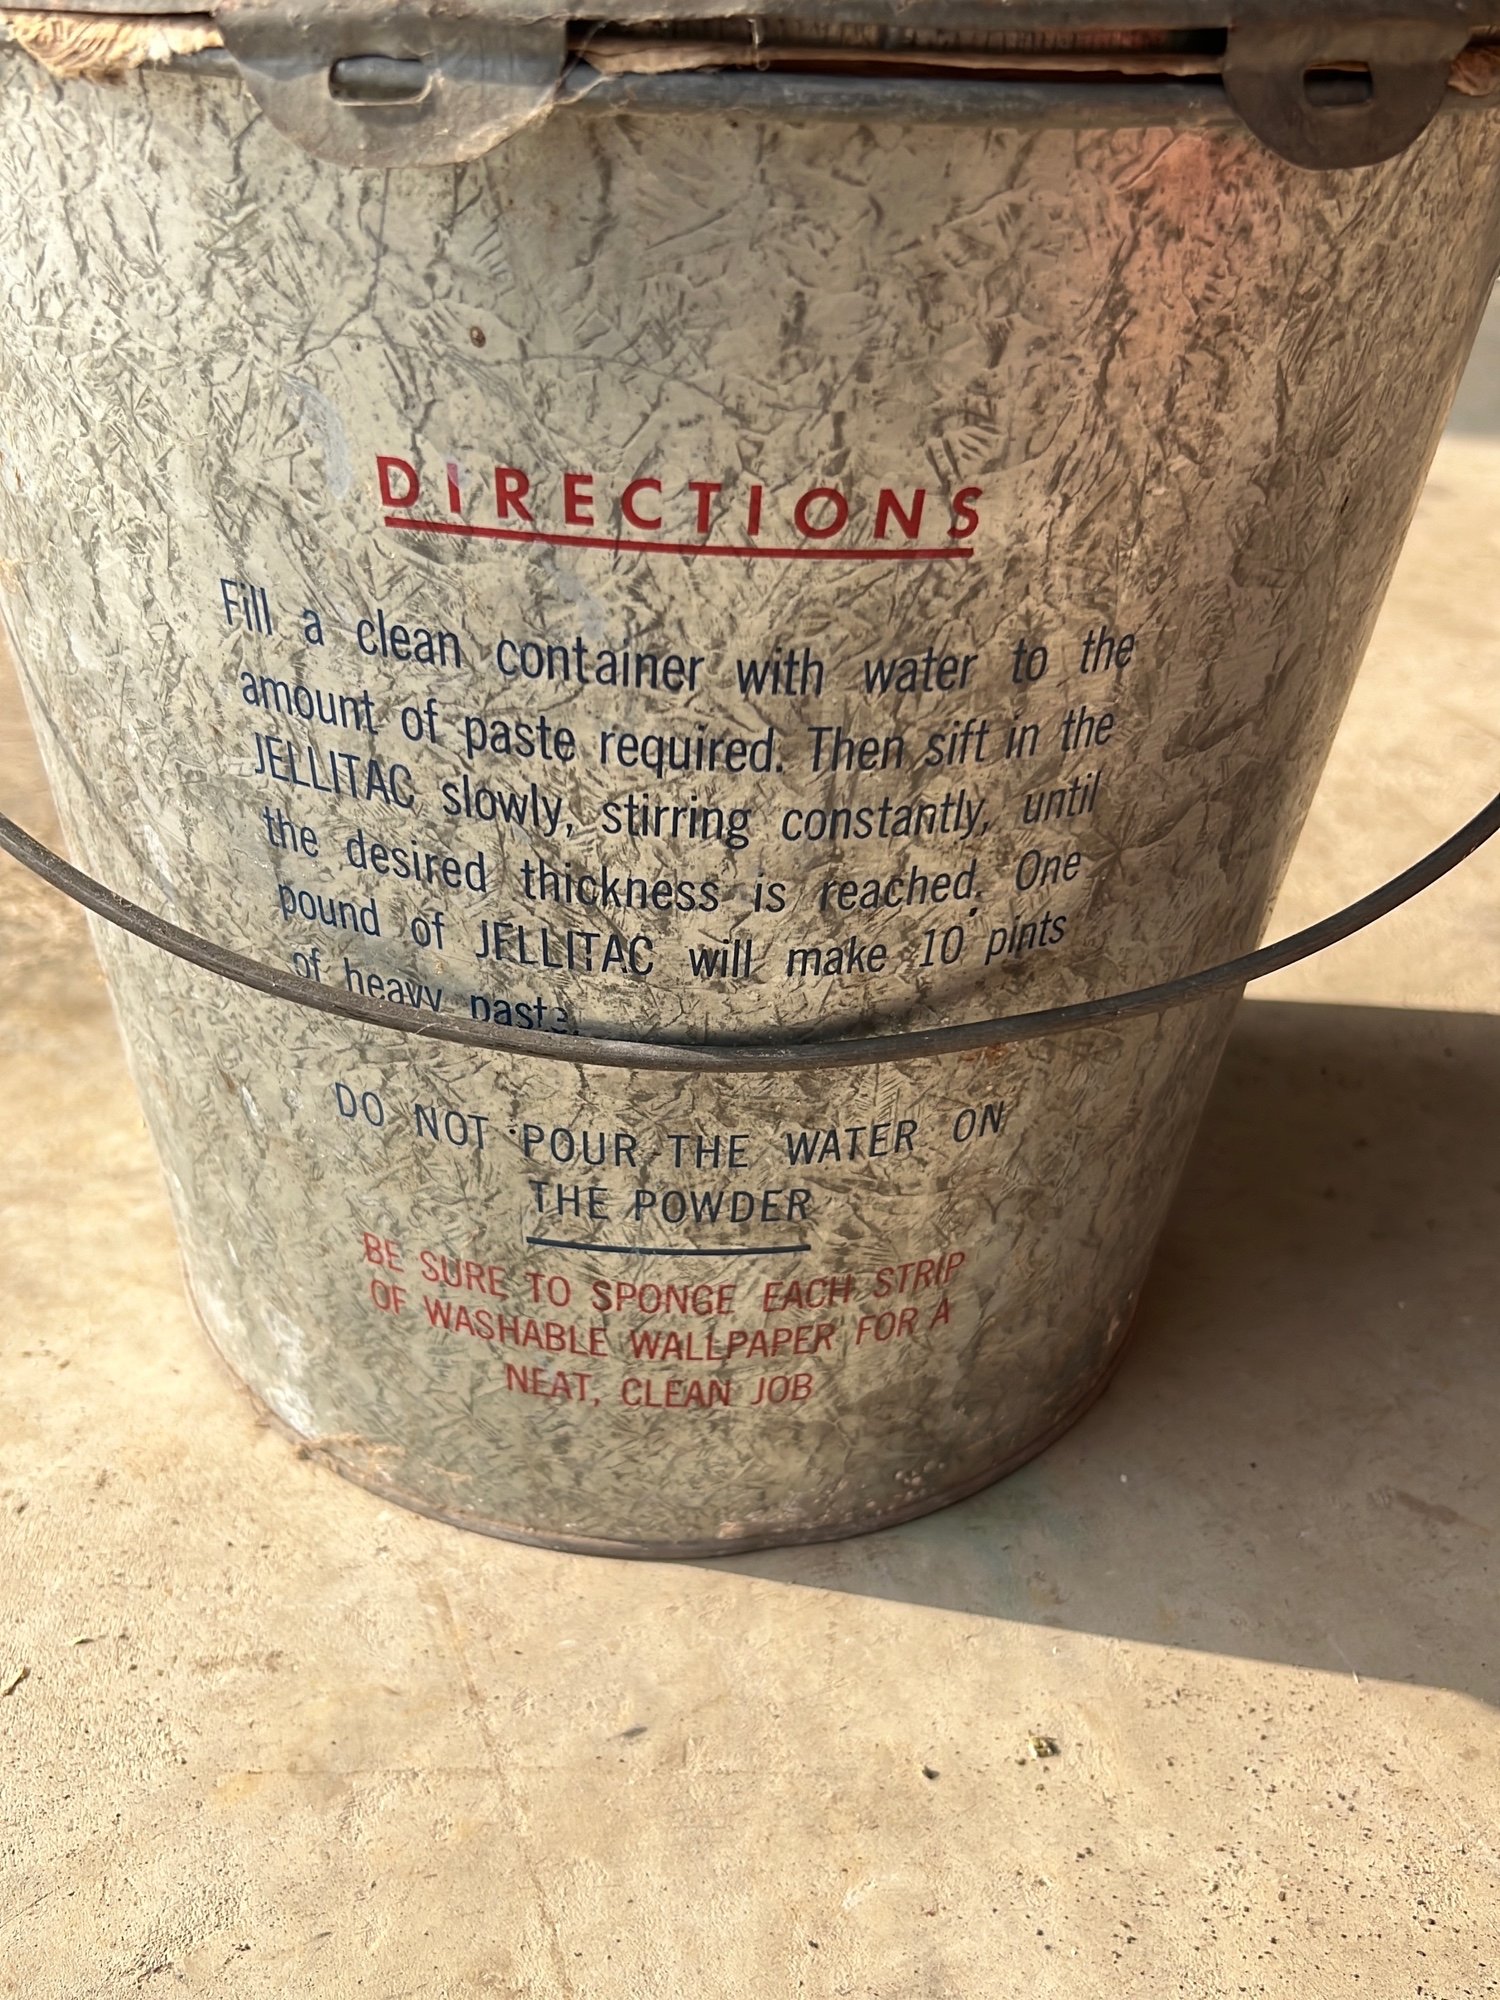 DIRECTIONS
Fill a clean container with water to the
amount of paste required. Then sift in the
JELLITAC slowly, stirring constantly, until
the desired thickness is reached. One
pound of JELLITAC will make 10 pints
of heavy paste.
DO NOT POUR THE WATER ON
THE POWDER
BE SURE TO SPONGE EACH STRIP
OF WASHABLE WALLPAPER FOR A
NEAT, CLEAN JOB